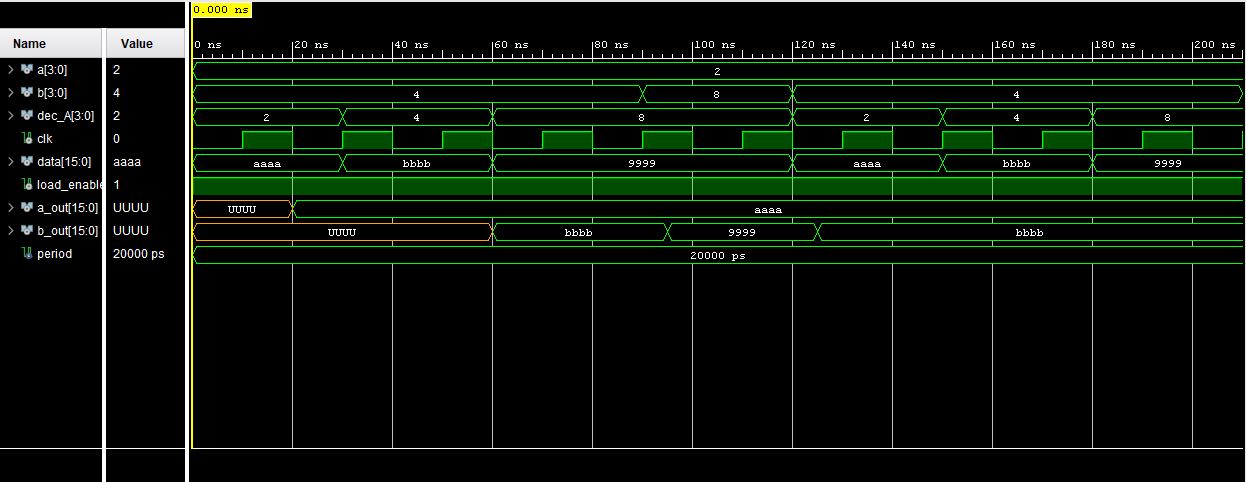 0.000 ns
Name Value 0 ns 20 ns 40 ns 60 ns 80 ns 100 ns 120 ns 140 ns 160 ns 180 ns 200 ns
a[3:0] 2 2
b[3:0] 4 4 8 4
dec_A[3:0] 2 2 4 8 2 4 8
clk 0
data[15:0] aaaa aaaa bbbb 9999 aaaa bbbb 9999
load_enable 1
a_out[15:0] UUUU UUUU aaaa
b_out[15:0] UUUU UUUU bbbb 9999 bbbb
period 20000 ps 20000 ps